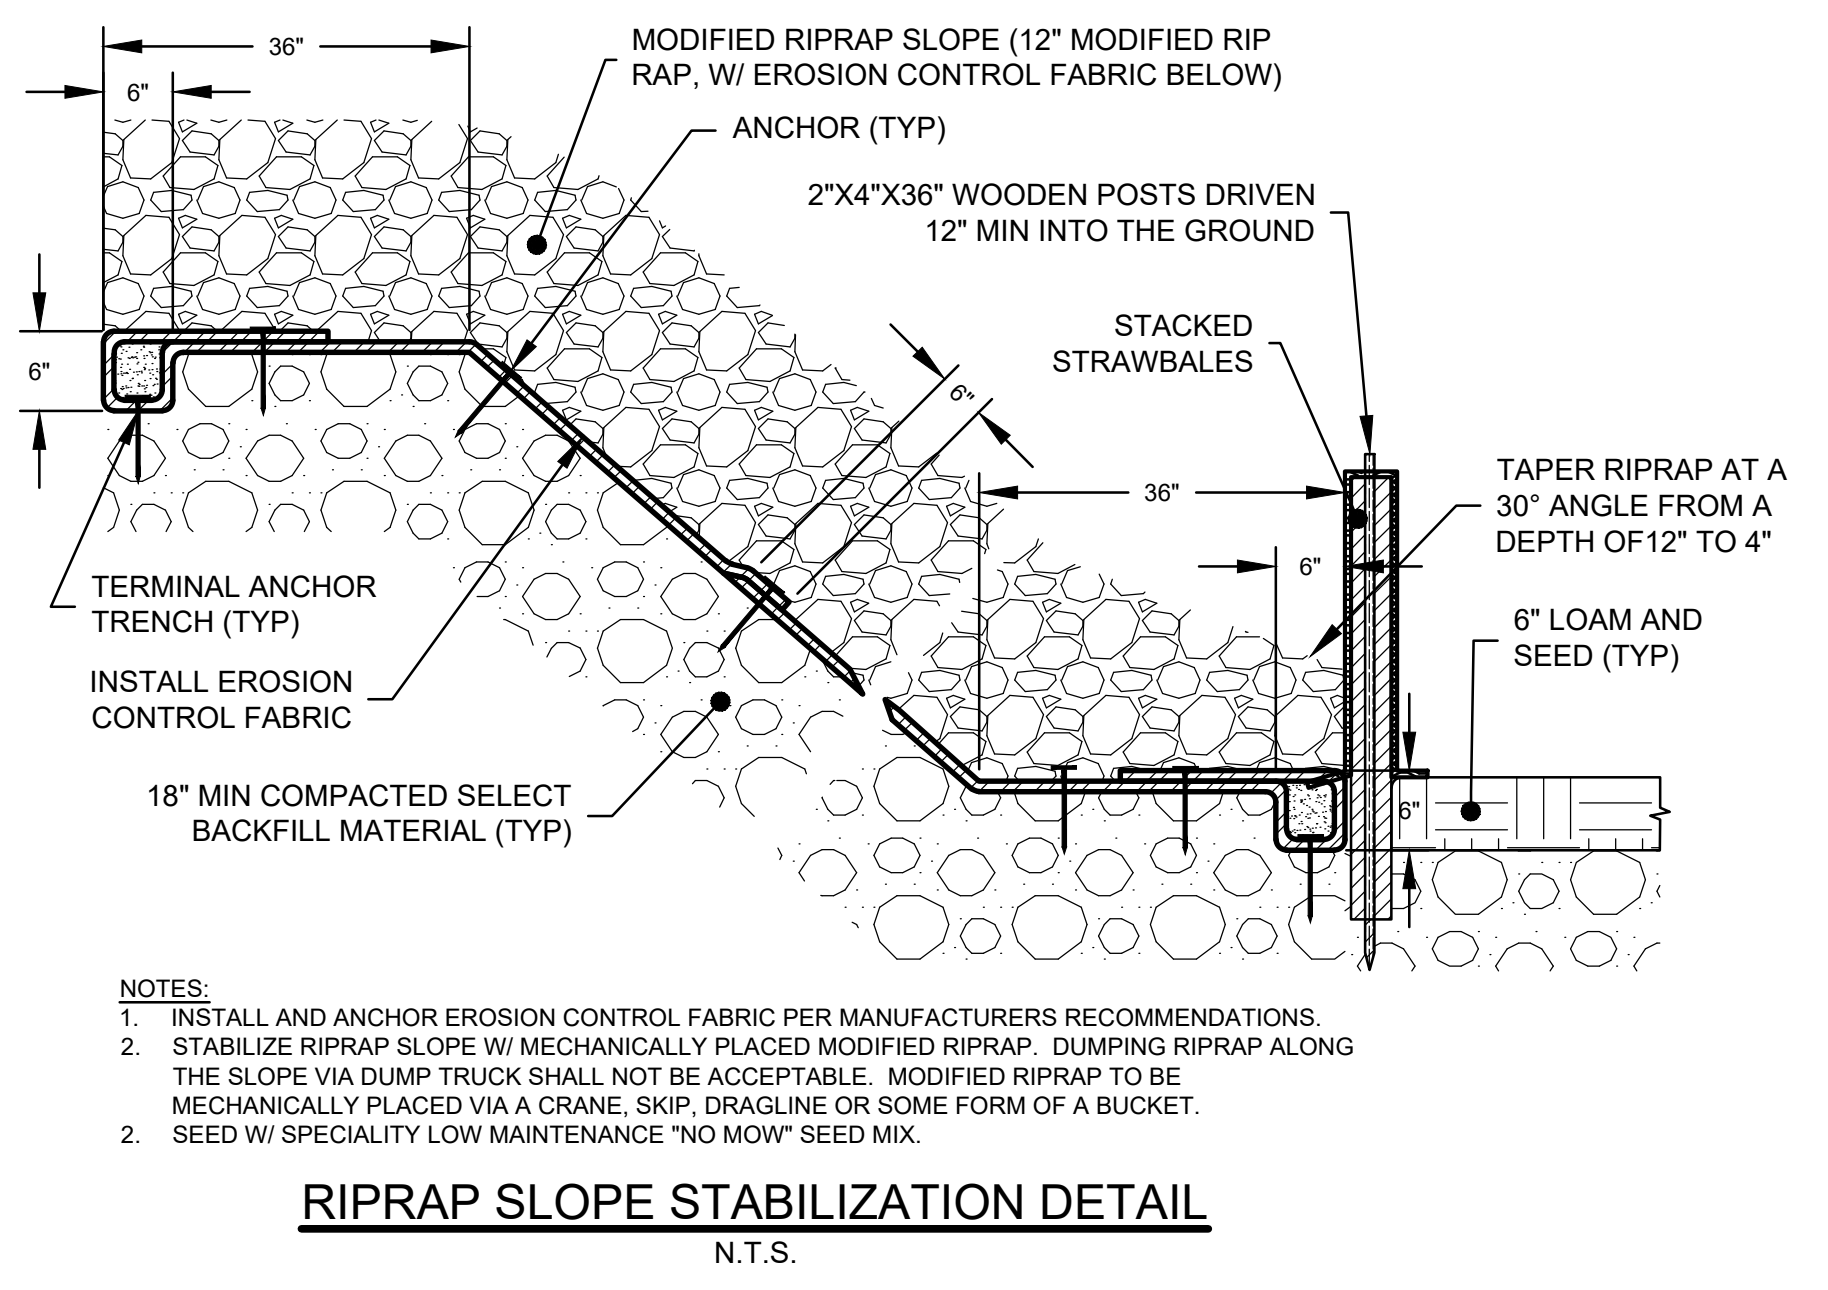 36"
MODIFIED RIPRAP SLOPE (12" MODIFIED RIP
RAP, W/ EROSION CONTROL FABRIC BELOW)
6"
ANCHOR (TYP)
2"X4"X36" WOODEN POSTS DRIVEN
12" MIN INTO THE GROUND
STACKED
STRAWBALES
6"
6"
36"
TAPER RIPRAP AT A
30° ANGLE FROM A
DEPTH OF12" TO 4"
6"
TERMINAL ANCHOR
TRENCH (TYP)
6" LOAM AND
SEED (TYP)
INSTALL EROSION
CONTROL FABRIC
18" MIN COMPACTED SELECT
BACKFILL MATERIAL (TYP)
6"
NOTES:
1. INSTALL AND ANCHOR EROSION CONTROL FABRIC PER MANUFACTURERS RECOMMENDATIONS.
2. STABILIZE RIPRAP SLOPE W/ MECHANICALLY PLACED MODIFIED RIPRAP. DUMPING RIPRAP ALONG
THE SLOPE VIA DUMP TRUCK SHALL NOT BE ACCEPTABLE. MODIFIED RIPRAP TO BE
MECHANICALLY PLACED VIA A CRANE, SKIP, DRAGLINE OR SOME FORM OF A BUCKET.
2. SEED W/ SPECIALITY LOW MAINTENANCE "NO MOW" SEED MIX.
RIPRAP SLOPE STABILIZATION DETAIL
N.T.S.